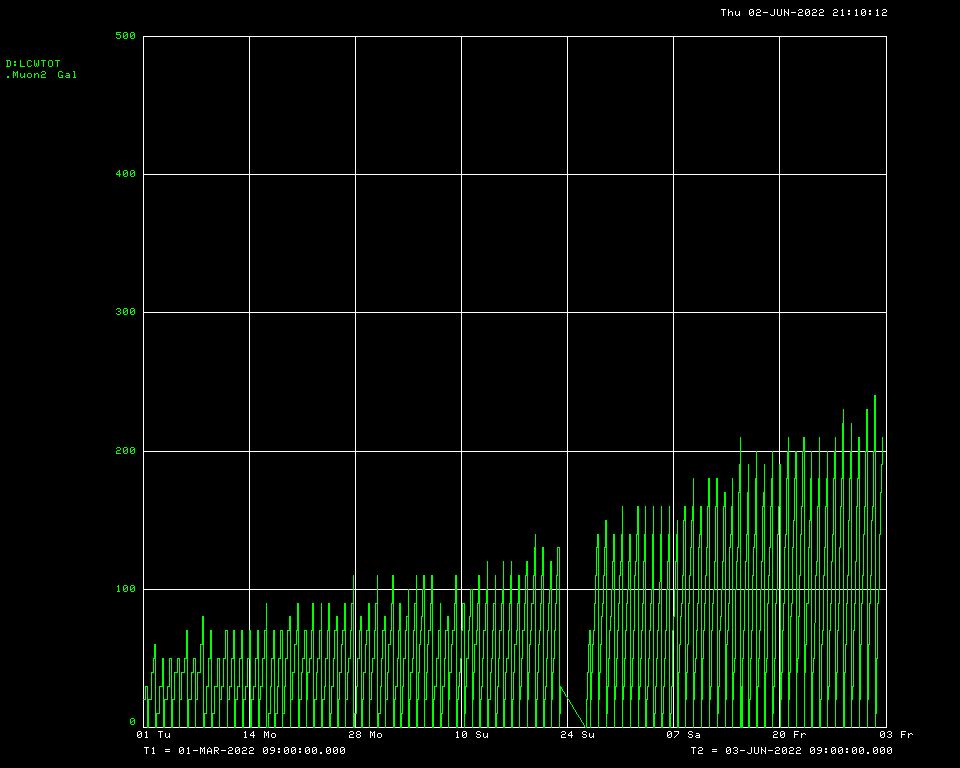 Thu 02-JUN-2022 21:10:12
500
D:LCWTOT
.Muon2 Gal
400
300
200
100
0
01 Tu 14 Mo 28 Mo 10 Su 24 Su 07 Sa 20 Fr 03 Fr
T1 = 01-MAR-2022 09:00:00.000 T2 = 03-JUN-2022 09:00:00.000